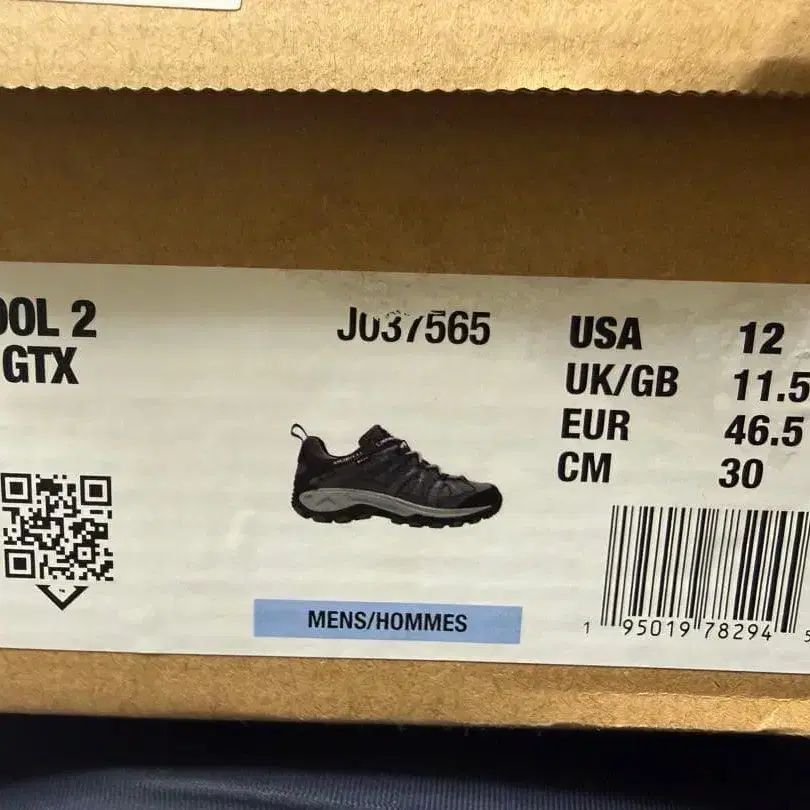 OOL 2
GTX
J037565
USA 12
UK/GB 11.5
EUR 46.5
CM 30
MENS/HOMMES
1 95019 78294 5